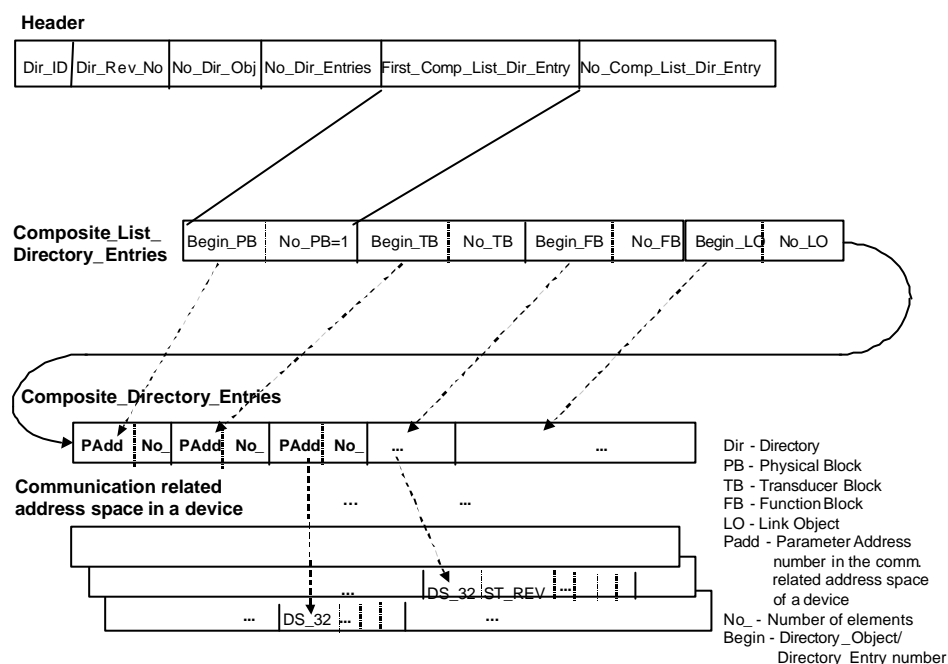 Header
Dir_ID Dir_Rev_No No_Dir_Obj No_Dir_Entries First_Comp_List_Dir_Entry No_Comp_List_Dir_Entry
Composite_List_
Directory_Entries
Begin_PB No_PB=1 Begin_TB No_TB Begin_FB No_FB Begin_LO No_LO
Composite_Directory_Entries
PAdd No_ PAdd No_ PAdd No_ ... ...
Communication related
address space in a device
... ...
... DS_32 ST_REV ...
... DS_32 ... ...
Dir - Directory
PB - Physical Block
TB - Transducer Block
FB - Function Block
LO - Link Object
Padd - Parameter Address
number in the comm.
related address space
of a device
No_ - Number of elements
Begin - Directory_Object/
Directory_Entry number